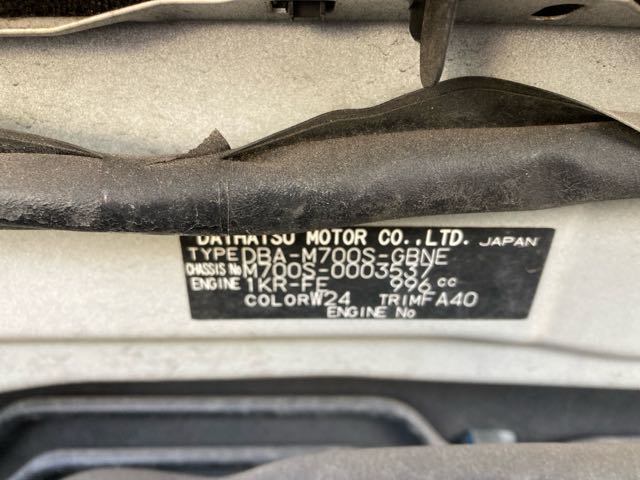 DAIHATSU MOTOR CO.,LTD. JAPAN
TYPE DBA-M700S-GBNE
CHASSIS No M700S-0003537
ENGINE 1KR-FE 996 cc
COLOR W24 TRIM FA40
ENGINE No